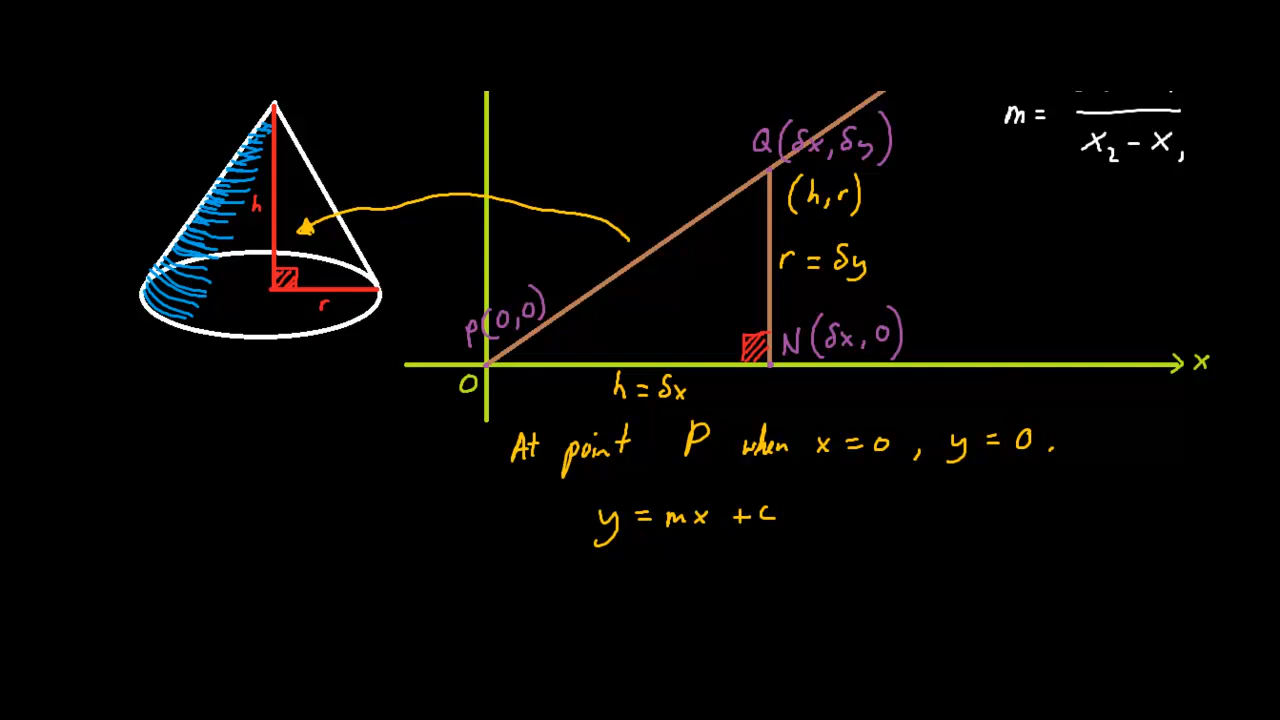 m = x₂ - x₁
Q(δx, δy)
(h, r)
h
r = δy
r
P(0,0)
N(δx, 0)
x
O
h = δx
At point P when x = 0, y = 0.
y = mx + c